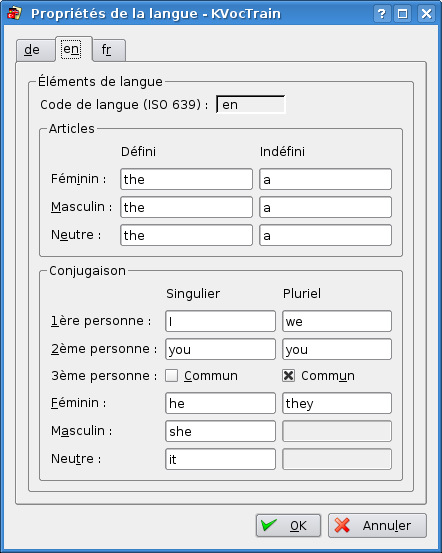 Propriétés de la langue - KVocTrain
de en fr
Éléments de langue
Code de langue (ISO 639) : en
Articles
Défini Indéfini
Féminin : the a
Masculin : the a
Neutre : the a
Conjugaison
Singulier Pluriel
1ère personne : I we
2ème personne : you you
3ème personne : Commun Commun
Féminin : he they
Masculin : she
Neutre : it
OK Annuler